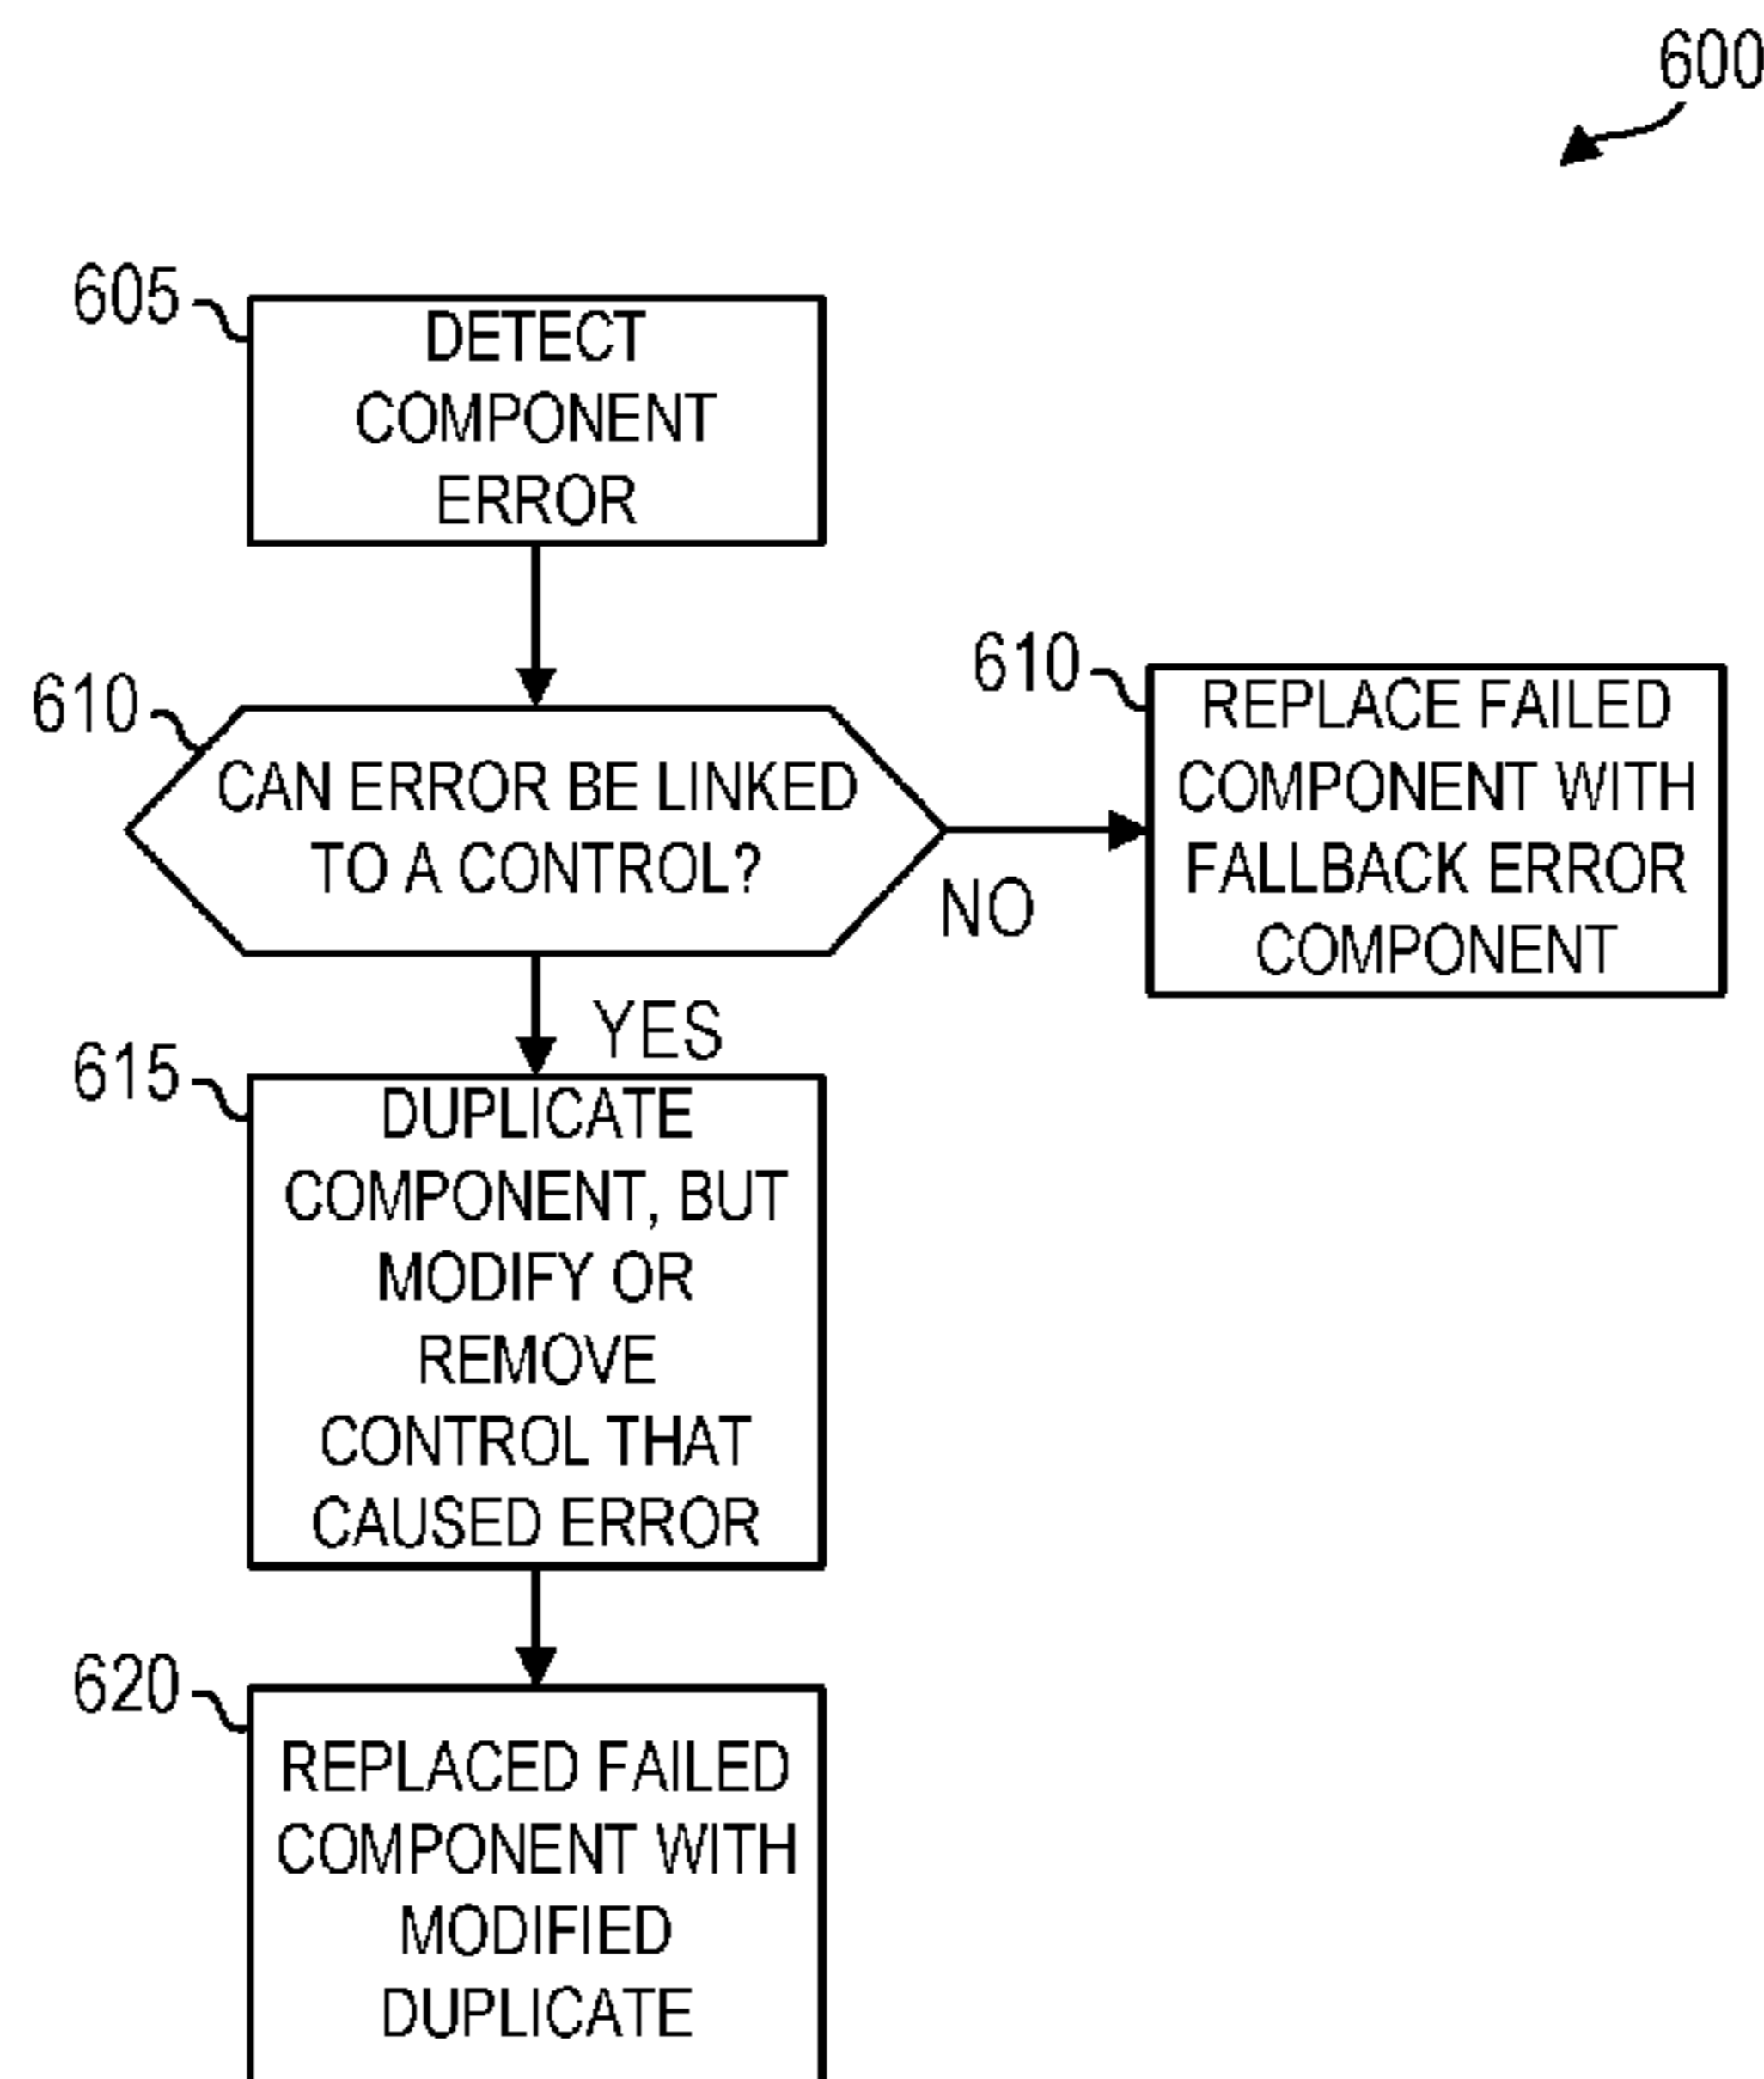 600
605
DETECT
COMPONENT
ERROR
610
CAN ERROR BE LINKED
TO A CONTROL?
NO
610
REPLACE FAILED
COMPONENT WITH
FALLBACK ERROR
COMPONENT
YES
615
DUPLICATE
COMPONENT, BUT
MODIFY OR
REMOVE
CONTROL THAT
CAUSED ERROR
620
REPLACED FAILED
COMPONENT WITH
MODIFIED
DUPLICATE